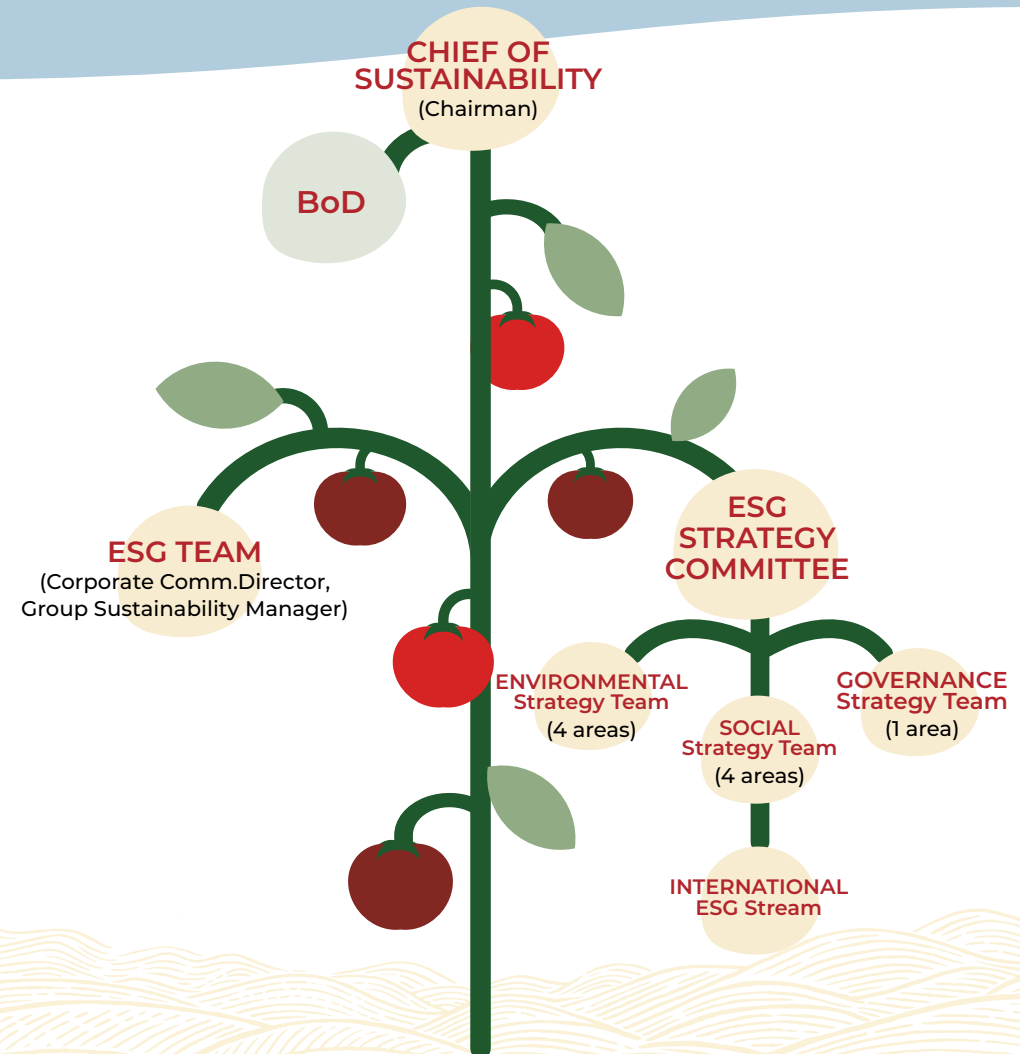 CHIEF OF
SUSTAINABILITY
(Chairman)
BoD
ESG TEAM
(Corporate Comm.Director,
Group Sustainability Manager)
ESG
STRATEGY
COMMITTEE
ENVIRONMENTAL
Strategy Team
(4 areas)
SOCIAL
Strategy Team
(4 areas)
GOVERNANCE
Strategy Team
(1 area)
INTERNATIONAL
ESG Stream